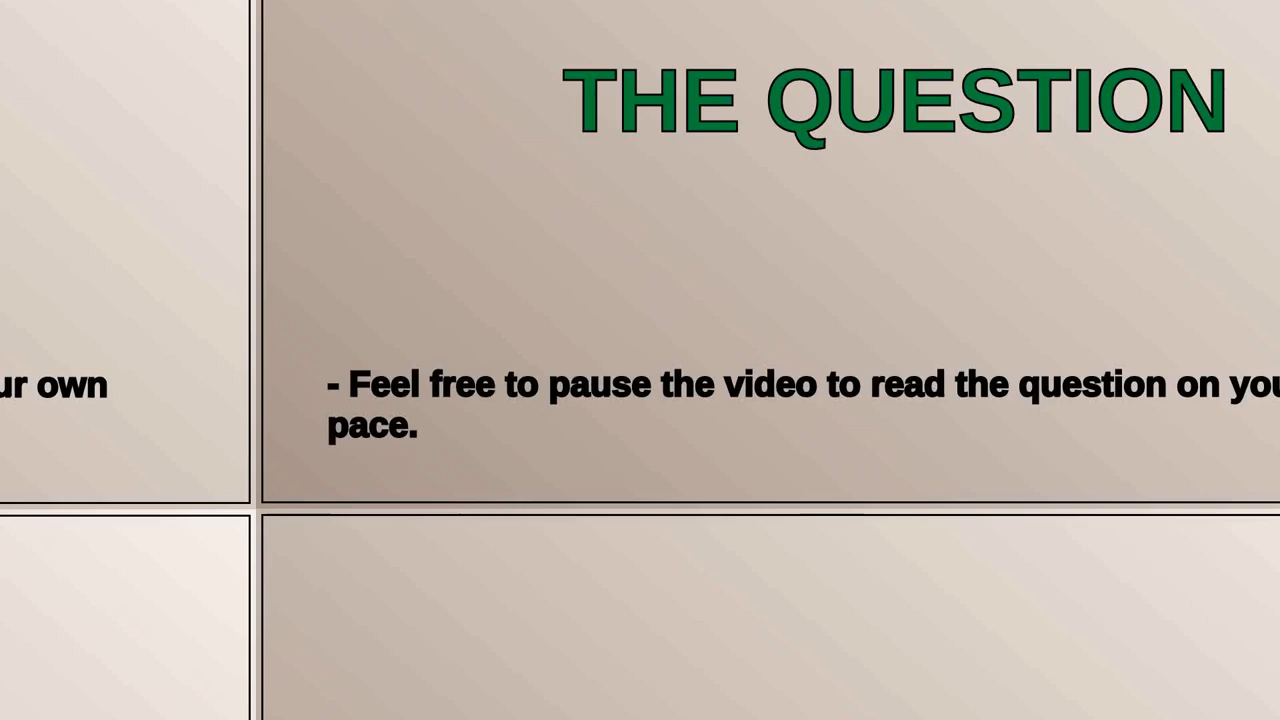 THE QUESTION
ur own
- Feel free to pause the video to read the question on you
pace.